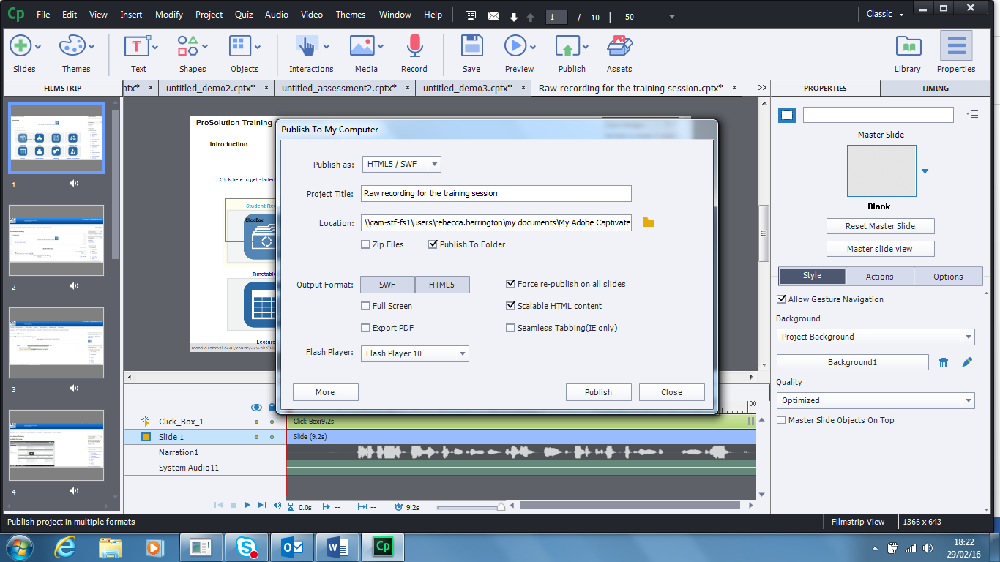 Cp File Edit View Insert Modify Project Quiz Audio Video Themes Window Help 1 / 10 50 Classic
Slides Themes Text Shapes Objects Interactions Media Record Save Preview Publish Assets Library Properties
FILMSTRIP
ptx* × untitled_demo2.cptx* × untitled_assessment2.cptx* × untitled_demo3.cptx* × Raw recording for the training session.cptx* × >>
PROPERTIES TIMING
1
2
3
4
ProSolution Training
Introduction
Click here to get started
Student Rec
Click Box
Timetable
Lecture
Publish To My Computer
Publish as: HTML5 / SWF
Project Title: Raw recording for the training session
Location: \\cam-stf-fs1\users\rebecca.barrington\my documents\My Adobe Captivate
Zip Files Publish To Folder
Output Format: SWF HTML5 Force re-publish on all slides
Full Screen Scalable HTML content
Export PDF Seamless Tabbing(IE only)
Flash Player: Flash Player 10
More Publish Close
Master Slide
Blank
Reset Master Slide
Master slide view
Style Actions Options
Allow Gesture Navigation
Background
Project Background
Background1
Quality
Optimized
Master Slide Objects On Top
00
Click_Box_1 Click Box:9.2s
Slide 1 Slide (9.2s)
Narration1
System Audio11
0.0s -- -- 9.2s
Publish project in multiple formats Filmstrip View 1366 x 643
18:22
29/02/16